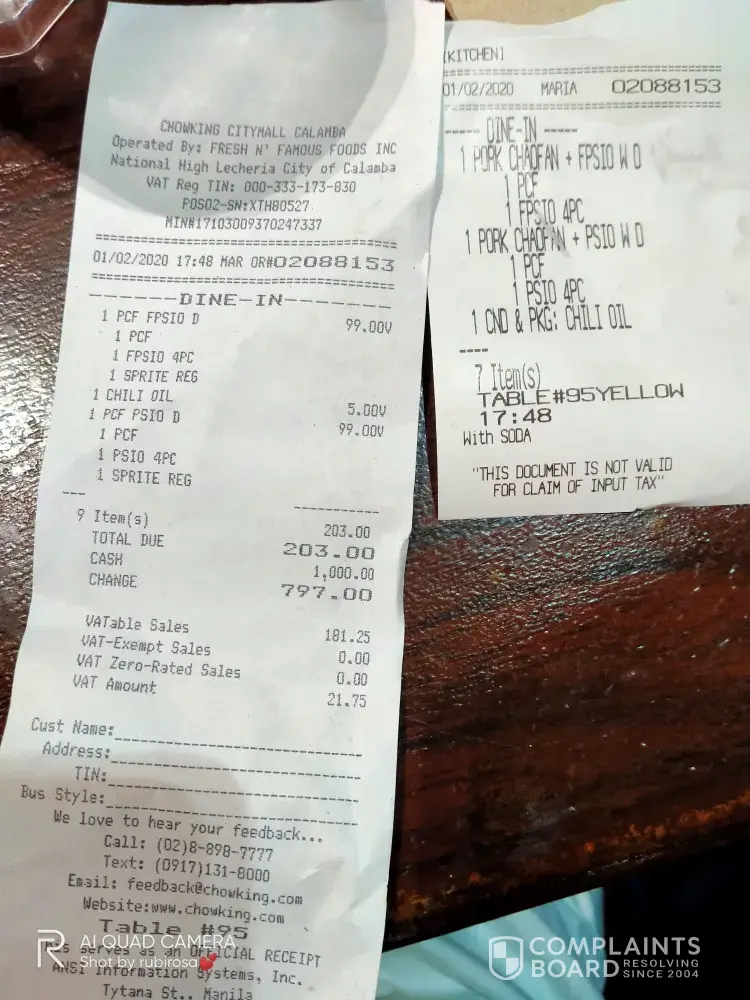 CHOWKING CITYMALL CALAMBA
Operated By: FRESH N' FAMOUS FOODS INC
National High Lecheria City of Calamba
VAT Reg TIN: 000-333-173-830
POS02-SN:XTH80527
MIN#17103009370247337
====================================
01/02/2020 17:48 MAR OR#02088153
====================================
------DINE-IN------
1 PCF FPSIO D 99.00V
1 PCF
1 FPSIO 4PC
1 SPRITE REG
1 CHILI OIL 5.00V
1 PCF PSIO D 99.00V
1 PCF
1 PSIO 4PC
1 SPRITE REG
---
9 Item(s) 203.00
TOTAL DUE 203.00
CASH 1,000.00
CHANGE 797.00
VATable Sales 181.25
VAT-Exempt Sales 0.00
VAT Zero-Rated Sales 0.00
VAT Amount 21.75
Cust Name:
Address:
TIN:
Bus Style:
We love to hear your feedback...
Call: (02)8-898-7777
Text: (0917)131-8000
Email: feedback@chowking.com
Website:www.chowking.com
Table #95
This serves as an OFFICIAL RECEIPT
ANSI Information Systems, Inc.
Tytana St., Manila
[KITCHEN]
01/02/2020 MARIA 02088153
----- DINE-IN -----
1 PORK CHAOFAN + FPSIO W D
1 PCF
1 FPSIO 4PC
1 PORK CHAOFAN + PSIO W D
1 PCF
1 PSIO 4PC
1 CND & PKG: CHILI OIL
----
7 Item(s)
TABLE#95YELLOW
17:48
With SODA
"THIS DOCUMENT IS NOT VALID
FOR CLAIM OF INPUT TAX"
AI QUAD CAMERA
Shot by rubirosa
COMPLAINTS
BOARD RESOLVING
SINCE 2004